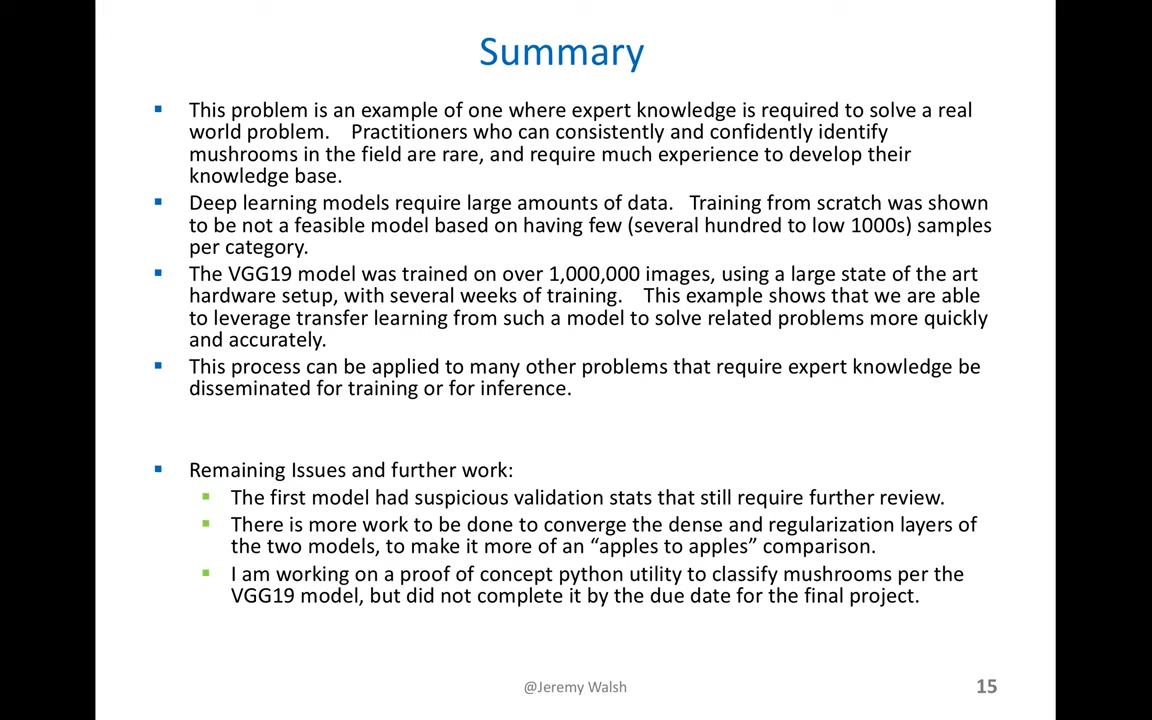 Summary
This problem is an example of one where expert knowledge is required to solve a real
world problem. Practitioners who can consistently and confidently identify
mushrooms in the field are rare, and require much experience to develop their
knowledge base.
Deep learning models require large amounts of data. Training from scratch was shown
to be not a feasible model based on having few (several hundred to low 1000s) samples
per category.
The VGG19 model was trained on over 1,000,000 images, using a large state of the art
hardware setup, with several weeks of training. This example shows that we are able
to leverage transfer learning from such a model to solve related problems more quickly
and accurately.
This process can be applied to many other problems that require expert knowledge be
disseminated for training or for inference.
Remaining Issues and further work:
The first model had suspicious validation stats that still require further review.
There is more work to be done to converge the dense and regularization layers of
the two models, to make it more of an “apples to apples” comparison.
I am working on a proof of concept python utility to classify mushrooms per the
VGG19 model, but did not complete it by the due date for the final project.
@Jeremy Walsh
15